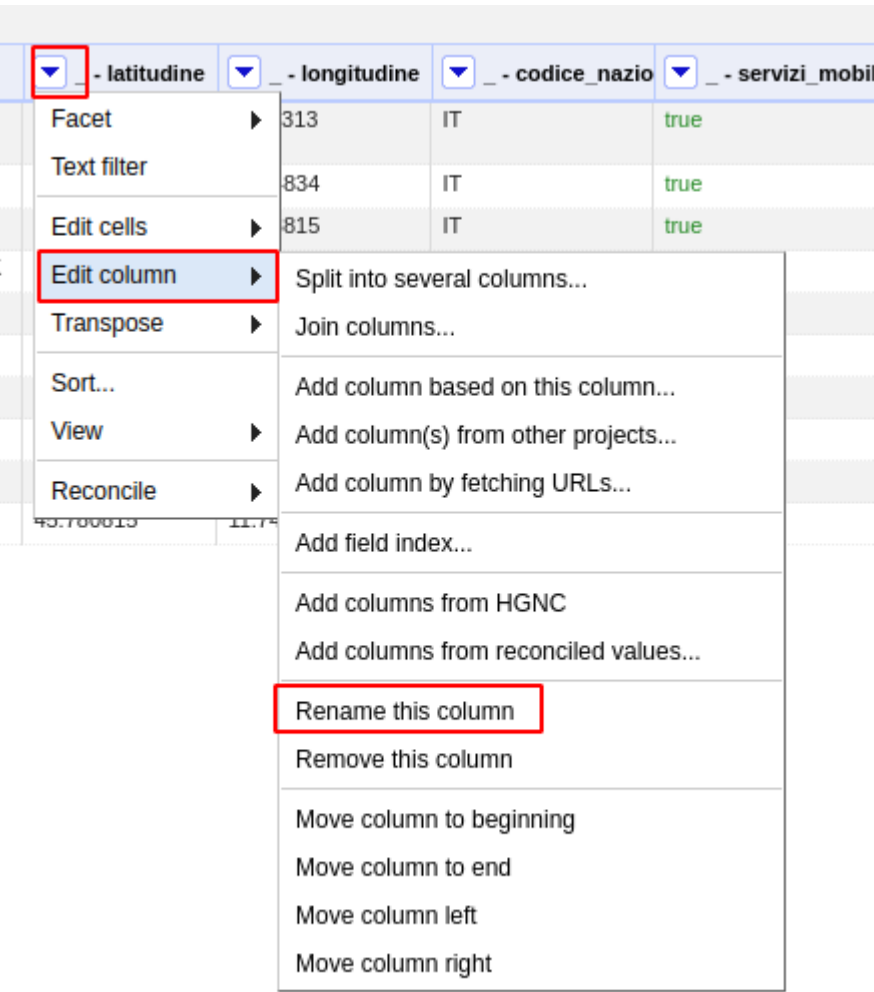 _ - latitudine _ - longitudine _ - codice_nazio _ - servizi_mobil
Facet
313 IT true
Text filter
834 IT true
Edit cells
815 IT true
Edit column
Split into several columns...
Transpose
Join columns...
Sort...
Add column based on this column...
View
Add column(s) from other projects...
Reconcile
Add column by fetching URLs...
45.780815 11.74
Add field index...
Add columns from HGNC
Add columns from reconciled values...
Rename this column
Remove this column
Move column to beginning
Move column to end
Move column left
Move column right